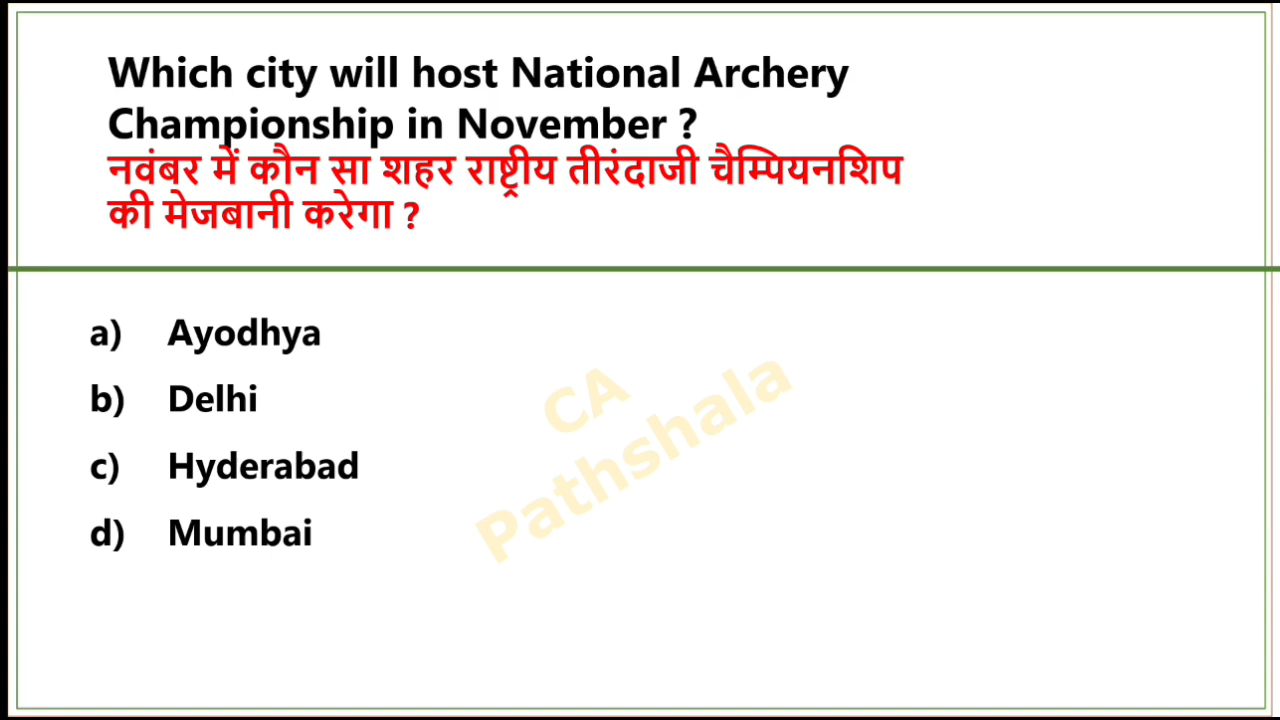 Which city will host National Archery
Championship in November ?
नवंबर में कौन सा शहर राष्ट्रीय तीरंदाजी चैम्पियनशिप
की मेजबानी करेगा ?
a) Ayodhya
b) Delhi
c) Hyderabad
d) Mumbai
CA
Pathshala